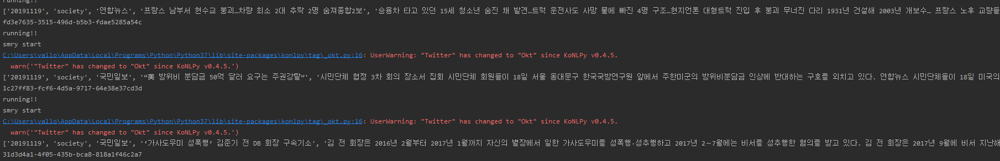 running!!
['20191119', 'society', '연합뉴스', '프랑스 남부서 현수교 붕괴…차량 최소 2대 추락 2명 숨져종합2보', '승용차 타고 있던 15세 청소년 숨진 채 발견…트럭 운전사도 사망 물에 빠진 4명 구조…현지언론 대형트럭 진입 후 붕괴 무너진 다리 1931년 건설해 2003년 개보수… 프랑스 노후 교량들
fd3e7635-3515-496d-b5b3-fdae5285a54c
running!!
smry start
C:\Users\vallo\AppData\Local\Programs\Python\Python37\lib\site-packages\konlpy\tag\_okt.py:16: UserWarning: "Twitter" has changed to "Okt" since KoNLPy v0.4.5.
warn('"Twitter" has changed to "Okt" since KoNLPy v0.4.5.')
['20191119', 'society', '국민일보', '“美 방위비 분담금 50억 달러 요구는 주권강탈”', '시민단체 협정 3차 회의 장소서 집회 시민단체 회원들이 18일 서울 동대문구 한국국방연구원 앞에서 주한미군의 방위비분담금 인상에 반대하는 구호를 외치고 있다. 연합뉴스 시민단체들이 18일 미국의
1c27ff83-fcf6-4d5a-9717-64e38e37cd3d
running!!
smry start
C:\Users\vallo\AppData\Local\Programs\Python\Python37\lib\site-packages\konlpy\tag\_okt.py:16: UserWarning: "Twitter" has changed to "Okt" since KoNLPy v0.4.5.
warn('"Twitter" has changed to "Okt" since KoNLPy v0.4.5.')
['20191119', 'society', '국민일보', '‘가사도우미 성폭행’ 김준기 전 DB 회장 구속기소', '김 전 회장은 2016년 2월부터 2017년 1월까지 자신의 별장에서 일한 가사도우미를 성폭행·성추행하고 2017년 2∼7월에는 비서를 성추행한 혐의를 받고 있다. 김 전 회장은 2017년 9월에 비서 지난해
31d3d4a1-4f05-435b-bca8-818a1f46c2a7